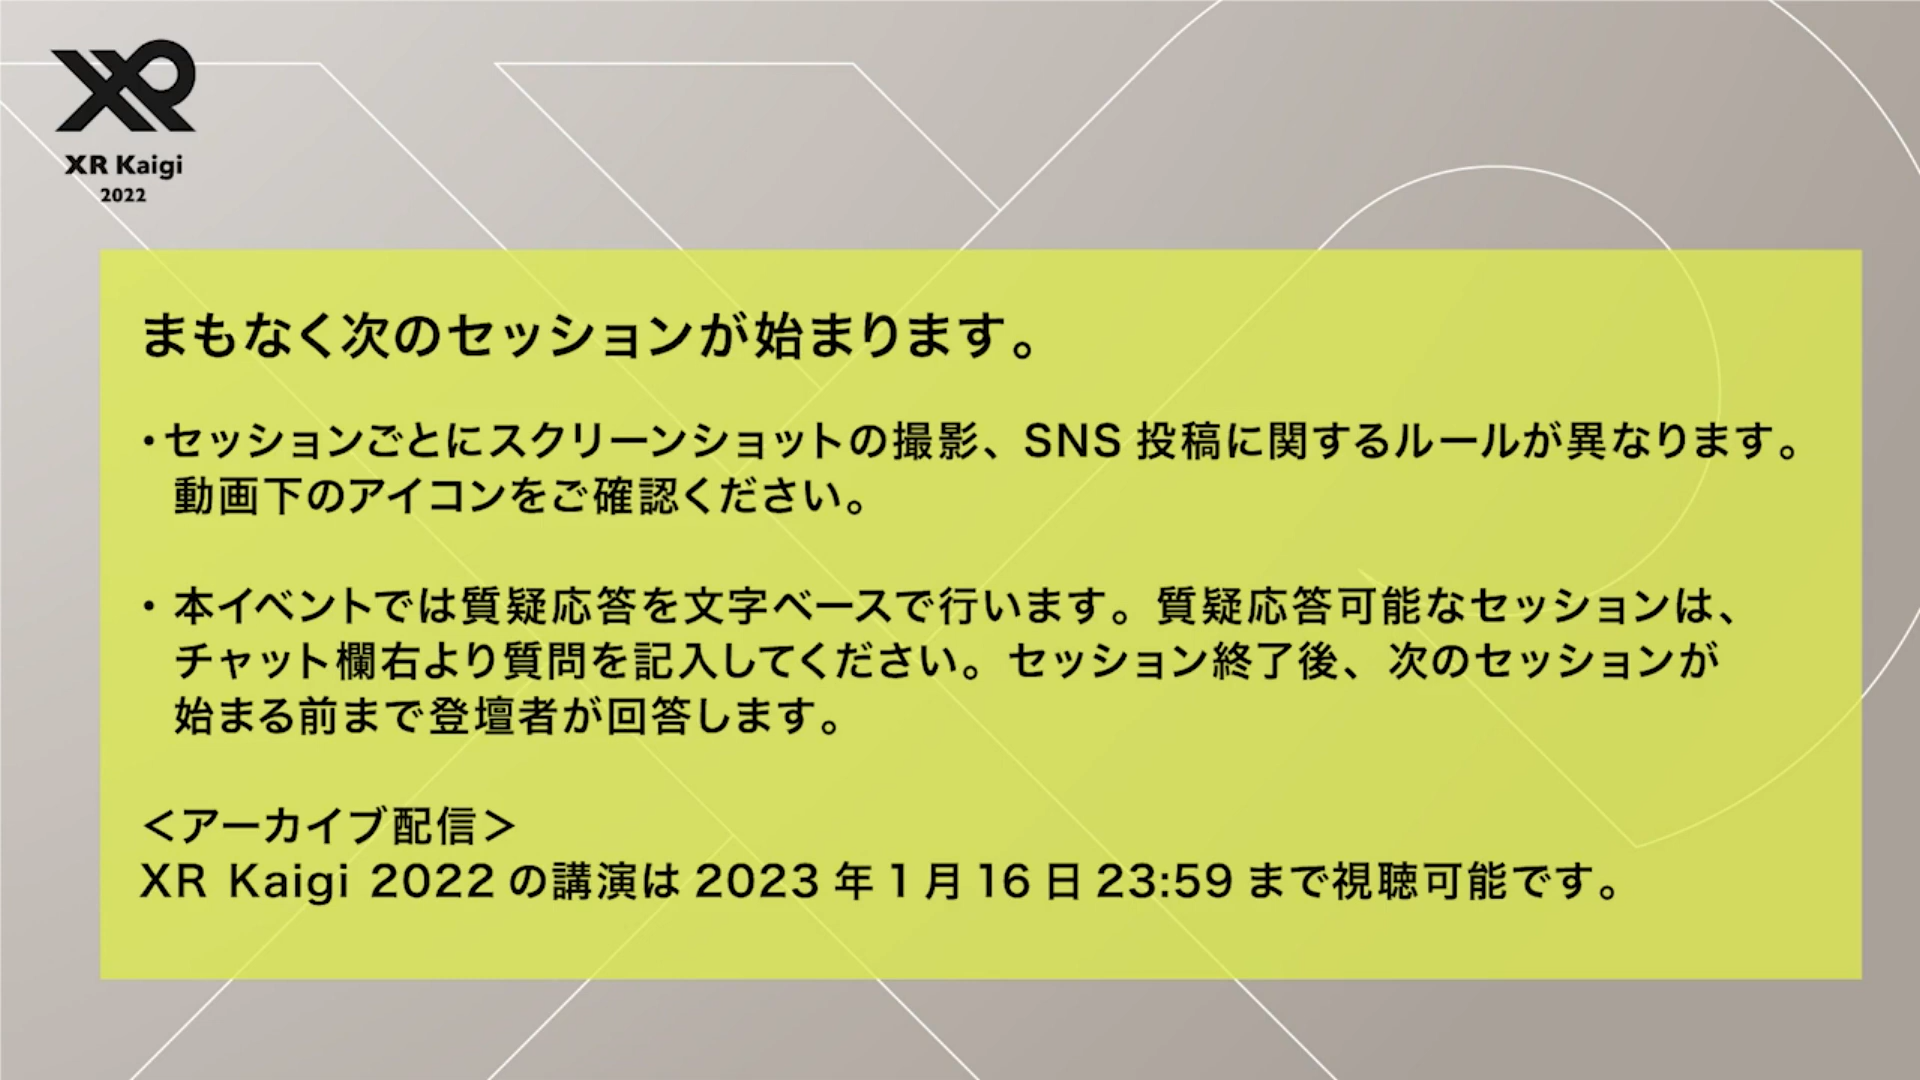 XR
XR Kaigi
2022
まもなく次のセッションが始まります。
・セッションごとにスクリーンショットの撮影、SNS 投稿に関するルールが異なります。
動画下のアイコンをご確認ください。
・本イベントでは質疑応答を文字ベースで行います。質疑応答可能なセッションは、
チャット欄右より質問を記入してください。セッション終了後、次のセッションが
始まる前まで登壇者が回答します。
＜アーカイブ配信＞
XR Kaigi 2022 の講演は 2023 年 1 月 16 日 23:59 まで視聴可能です。